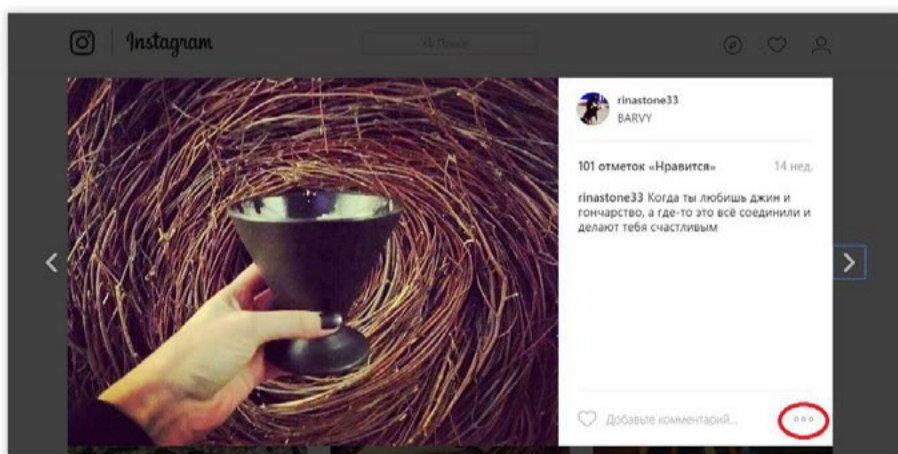 Instagram
Поиск
rinastone33
BARVY
101 отметок «Нравится»
14 нед.
rinastone33 Когда ты любишь джин и
гончарство, а где-то это всё соединили и
делают тебя счастливым
Добавьте комментарий...